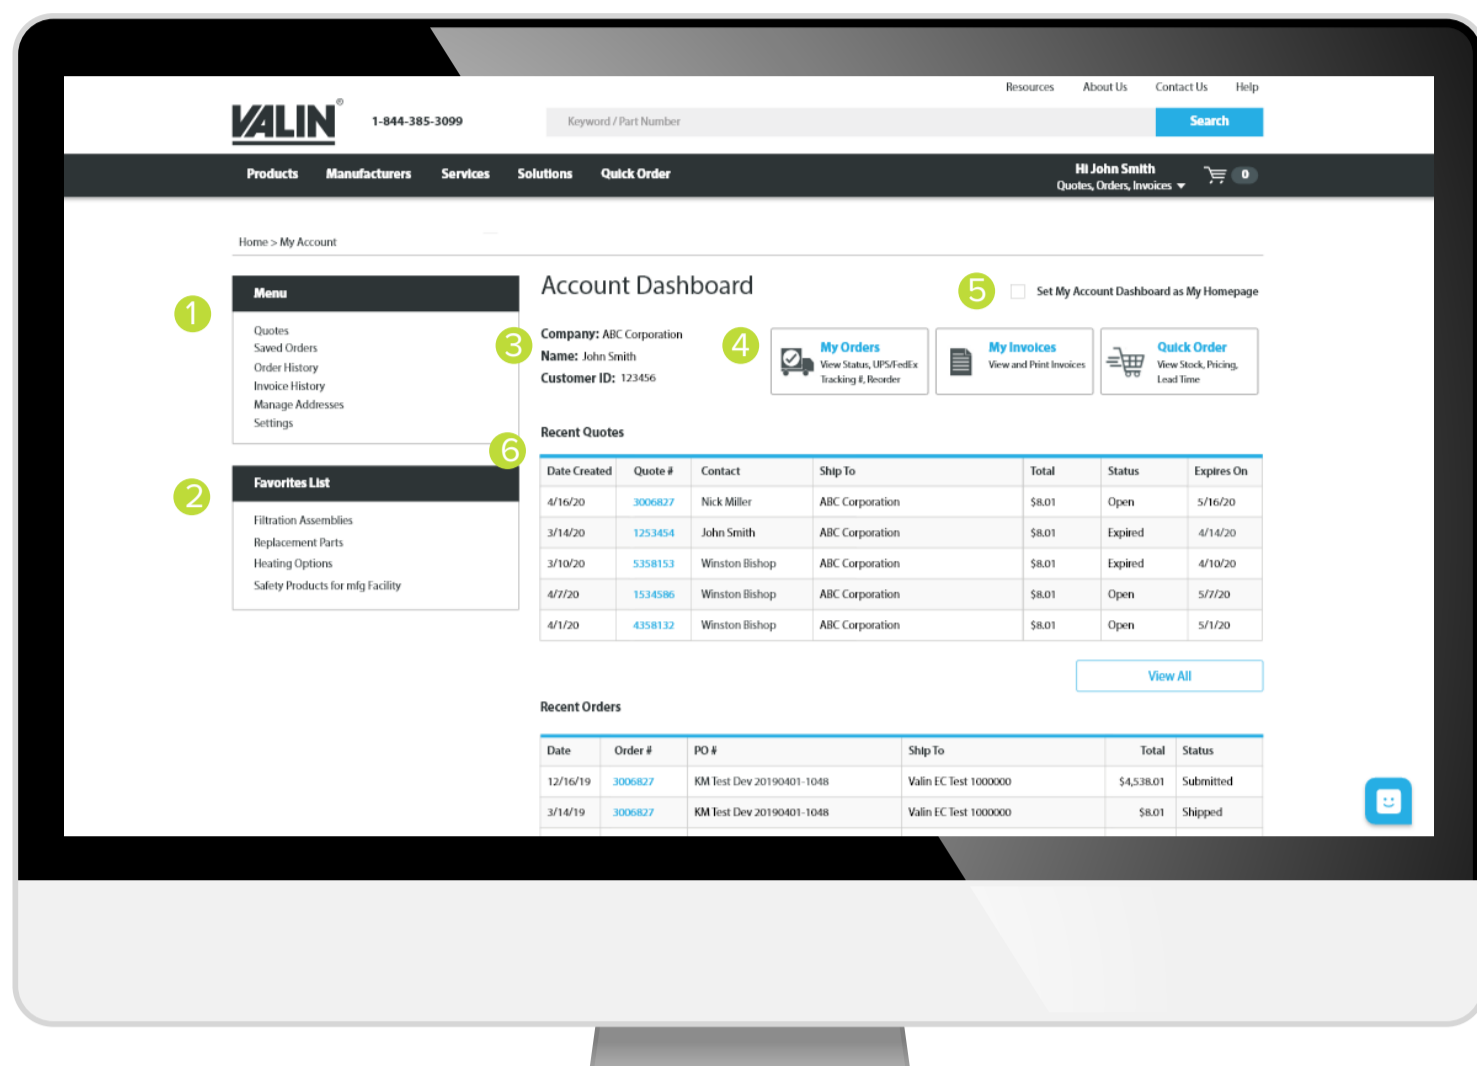 Resources About Us Contact Us Help
VALIN®
1-844-385-3099
Keyword / Part Number
Search
Products Manufacturers Services Solutions Quick Order
Hi John Smith
Quotes, Orders, Invoices
0
Home > My Account
1
Menu
Quotes
Saved Orders
Order History
Invoice History
Manage Addresses
Settings
2
Favorites List
Filtration Assemblies
Replacement Parts
Heating Options
Safety Products for mfg Facility
Account Dashboard
5
Set My Account Dashboard as My Homepage
3
Company: ABC Corporation
Name: John Smith
Customer ID: 123456
4
My Orders
View Status, UPS/FedEx
Tracking #, Reorder
My Invoices
View and Print Invoices
Quick Order
View Stock, Pricing,
Lead Time
6
Recent Quotes
Date Created Quote # Contact Ship To Total Status Expires On
4/16/20 3006827 Nick Miller ABC Corporation $8.01 Open 5/16/20
3/14/20 1253454 John Smith ABC Corporation $8.01 Expired 4/14/20
3/10/20 5358153 Winston Bishop ABC Corporation $8.01 Expired 4/10/20
4/7/20 1534586 Winston Bishop ABC Corporation $8.01 Open 5/7/20
4/1/20 4358132 Winston Bishop ABC Corporation $8.01 Open 5/1/20
View All
Recent Orders
Date Order # PO # Ship To Total Status
12/16/19 3006827 KM Test Dev 20190401-1048 Valin EC Test 1000000 $4,538.01 Submitted
3/14/19 3006827 KM Test Dev 20190401-1048 Valin EC Test 1000000 $8.01 Shipped